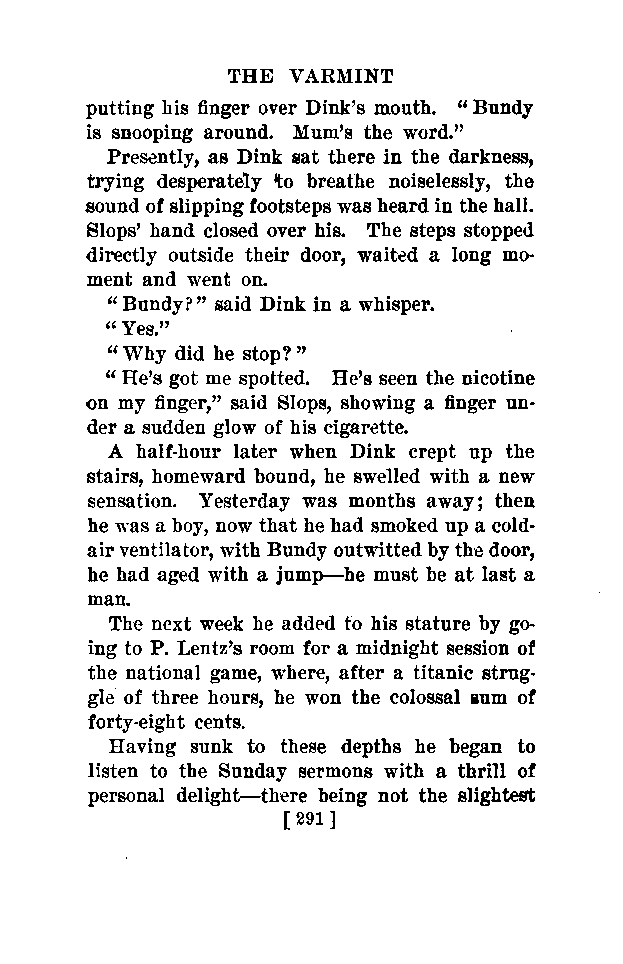 THE VARMINT
putting his finger over Dink's mouth. "Bundy
is snooping around. Mum's the word."
Presently, as Dink sat there in the darkness,
trying desperately to breathe noiselessly, the
sound of slipping footsteps was heard in the hall.
Slops' hand closed over his. The steps stopped
directly outside their door, waited a long mo-
ment and went on.
"Bundy?" said Dink in a whisper.
"Yes."
"Why did he stop?"
"He's got me spotted. He's seen the nicotine
on my finger," said Slops, showing a finger un-
der a sudden glow of his cigarette.
A half-hour later when Dink crept up the
stairs, homeward bound, he swelled with a new
sensation. Yesterday was months away; then
he was a boy, now that he had smoked up a cold-
air ventilator, with Bundy outwitted by the door,
he had aged with a jump—he must be at last a
man.
The next week he added to his stature by go-
ing to P. Lentz's room for a midnight session of
the national game, where, after a titanic strug-
gle of three hours, he won the colossal sum of
forty-eight cents.
Having sunk to these depths he began to
listen to the Sunday sermons with a thrill of
personal delight—there being not the slightest
[ 291 ]